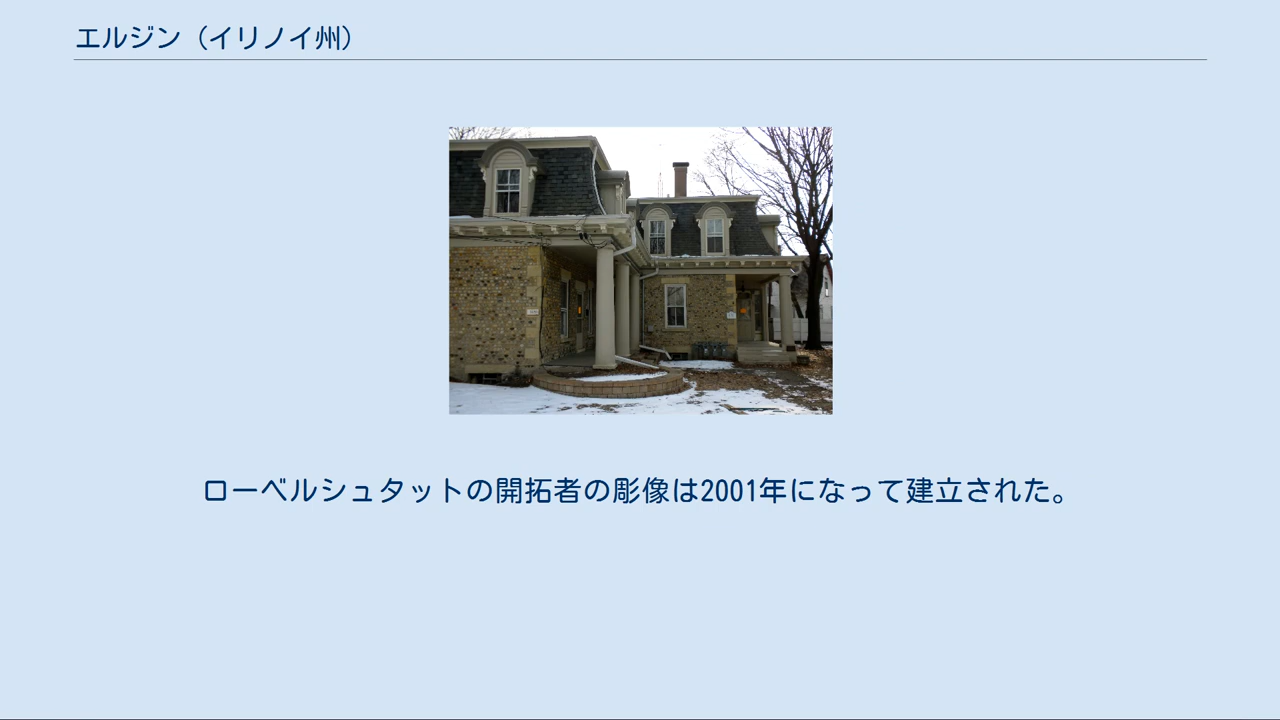 エルジン（イリノイ州）
ローベルシュタットの開拓者の彫像は2001年になって建立された。